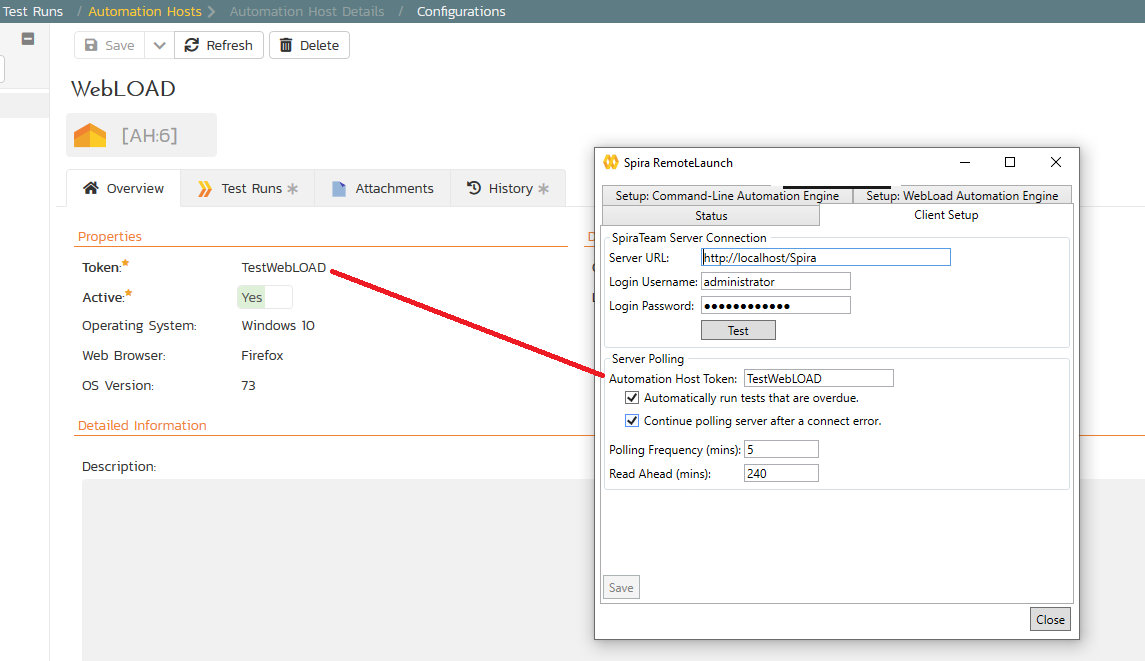 Test Runs / Automation Hosts > Automation Host Details / Configurations
Save Refresh Delete
WebLOAD
[AH:6]
Overview Test Runs Attachments History
Properties
Token: TestWebLOAD
Active: Yes
Operating System: Windows 10
Web Browser: Firefox
OS Version: 73
Detailed Information
Description:
Spira RemoteLaunch
Setup: Command-Line Automation Engine Setup: WebLoad Automation Engine
Status Client Setup
SpiraTeam Server Connection
Server URL: http://localhost/Spira
Login Username: administrator
Login Password: ●●●●●●●●●●●●
Test
Server Polling
Automation Host Token: TestWebLOAD
Automatically run tests that are overdue.
Continue polling server after a connect error.
Polling Frequency (mins): 5
Read Ahead (mins): 240
Save
Close